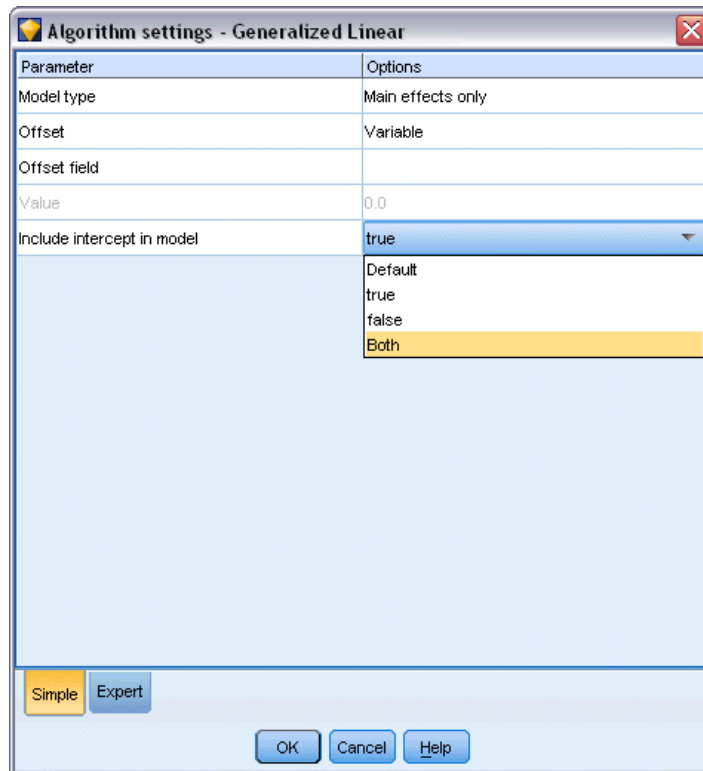 Algorithm settings - Generalized Linear
Parameter Options
Model type Main effects only
Offset Variable
Offset field
Value 0.0
Include intercept in model true
Default
true
false
Both
Simple Expert
OK Cancel Help